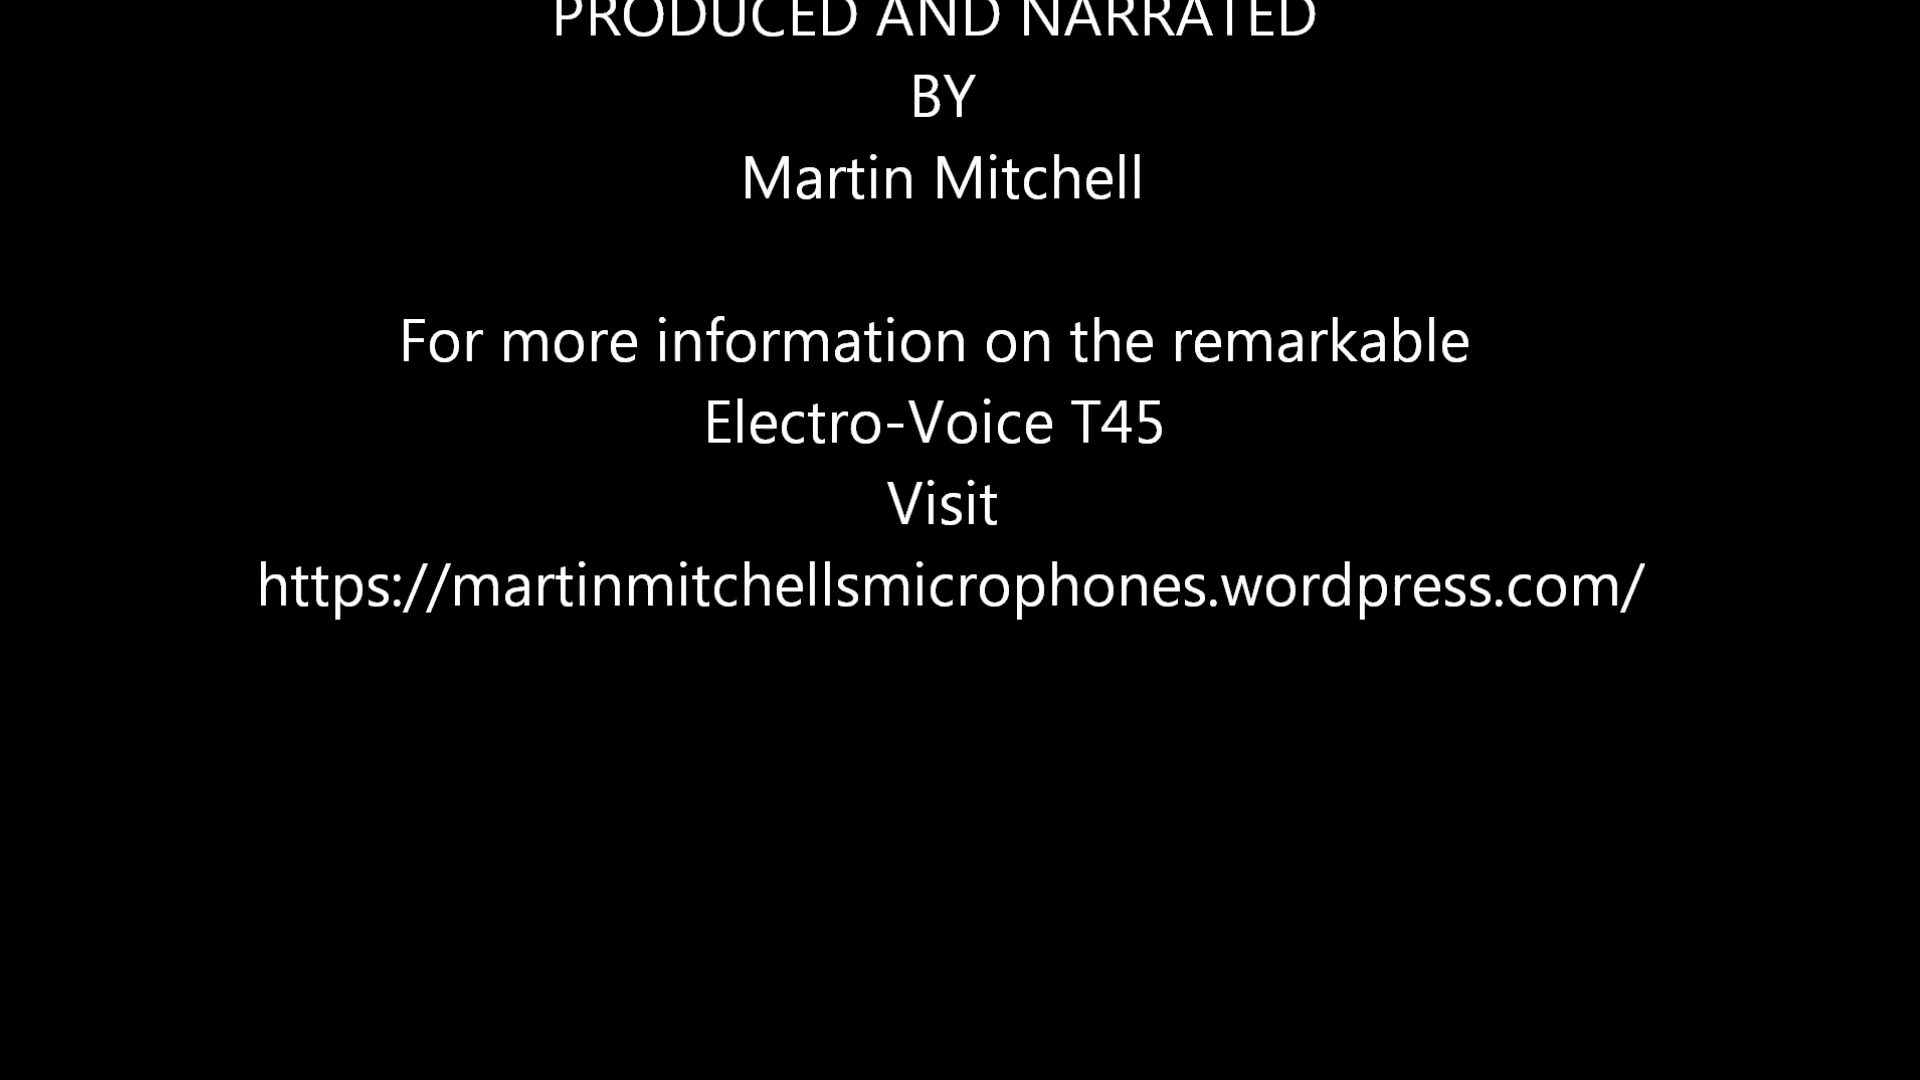 PRODUCED AND NARRATED
BY
Martin Mitchell
For more information on the remarkable
Electro-Voice T45
Visit
https://martinmitchellsmicrophones.wordpress.com/